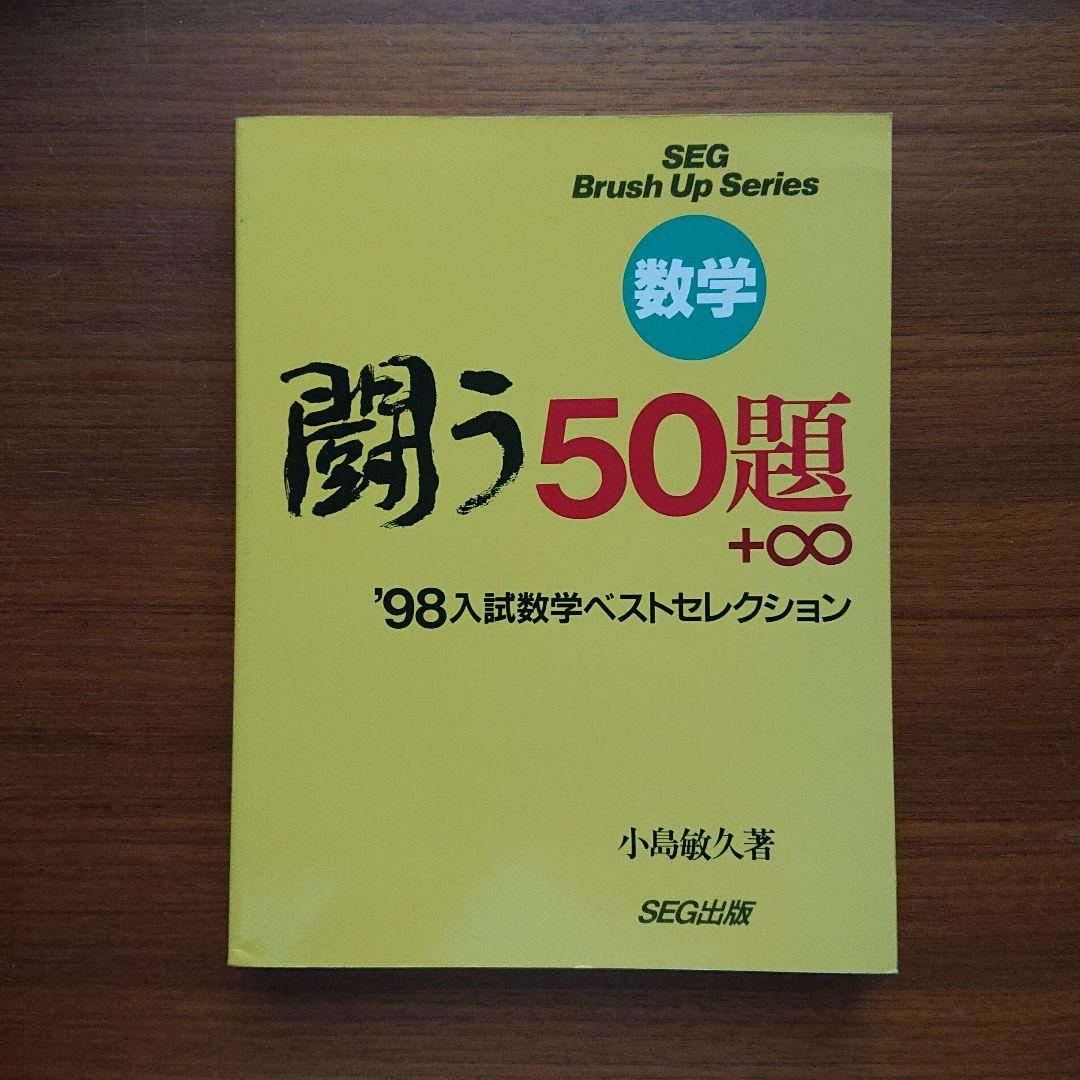 SEG
Brush Up Series
数学
闘う50題
+∞
'98入試数学ベストセレクション
小島敏久著
SEG出版